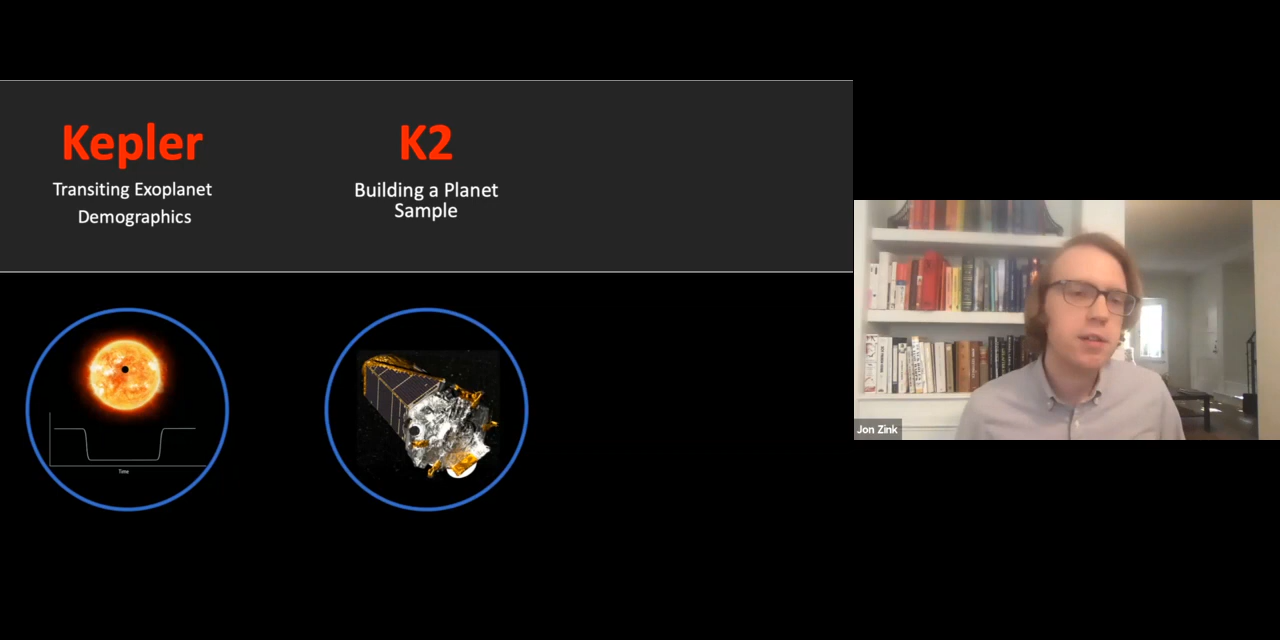 Kepler
Transiting Exoplanet
Demographics
K2
Building a Planet
Sample
Time
Jon Zink